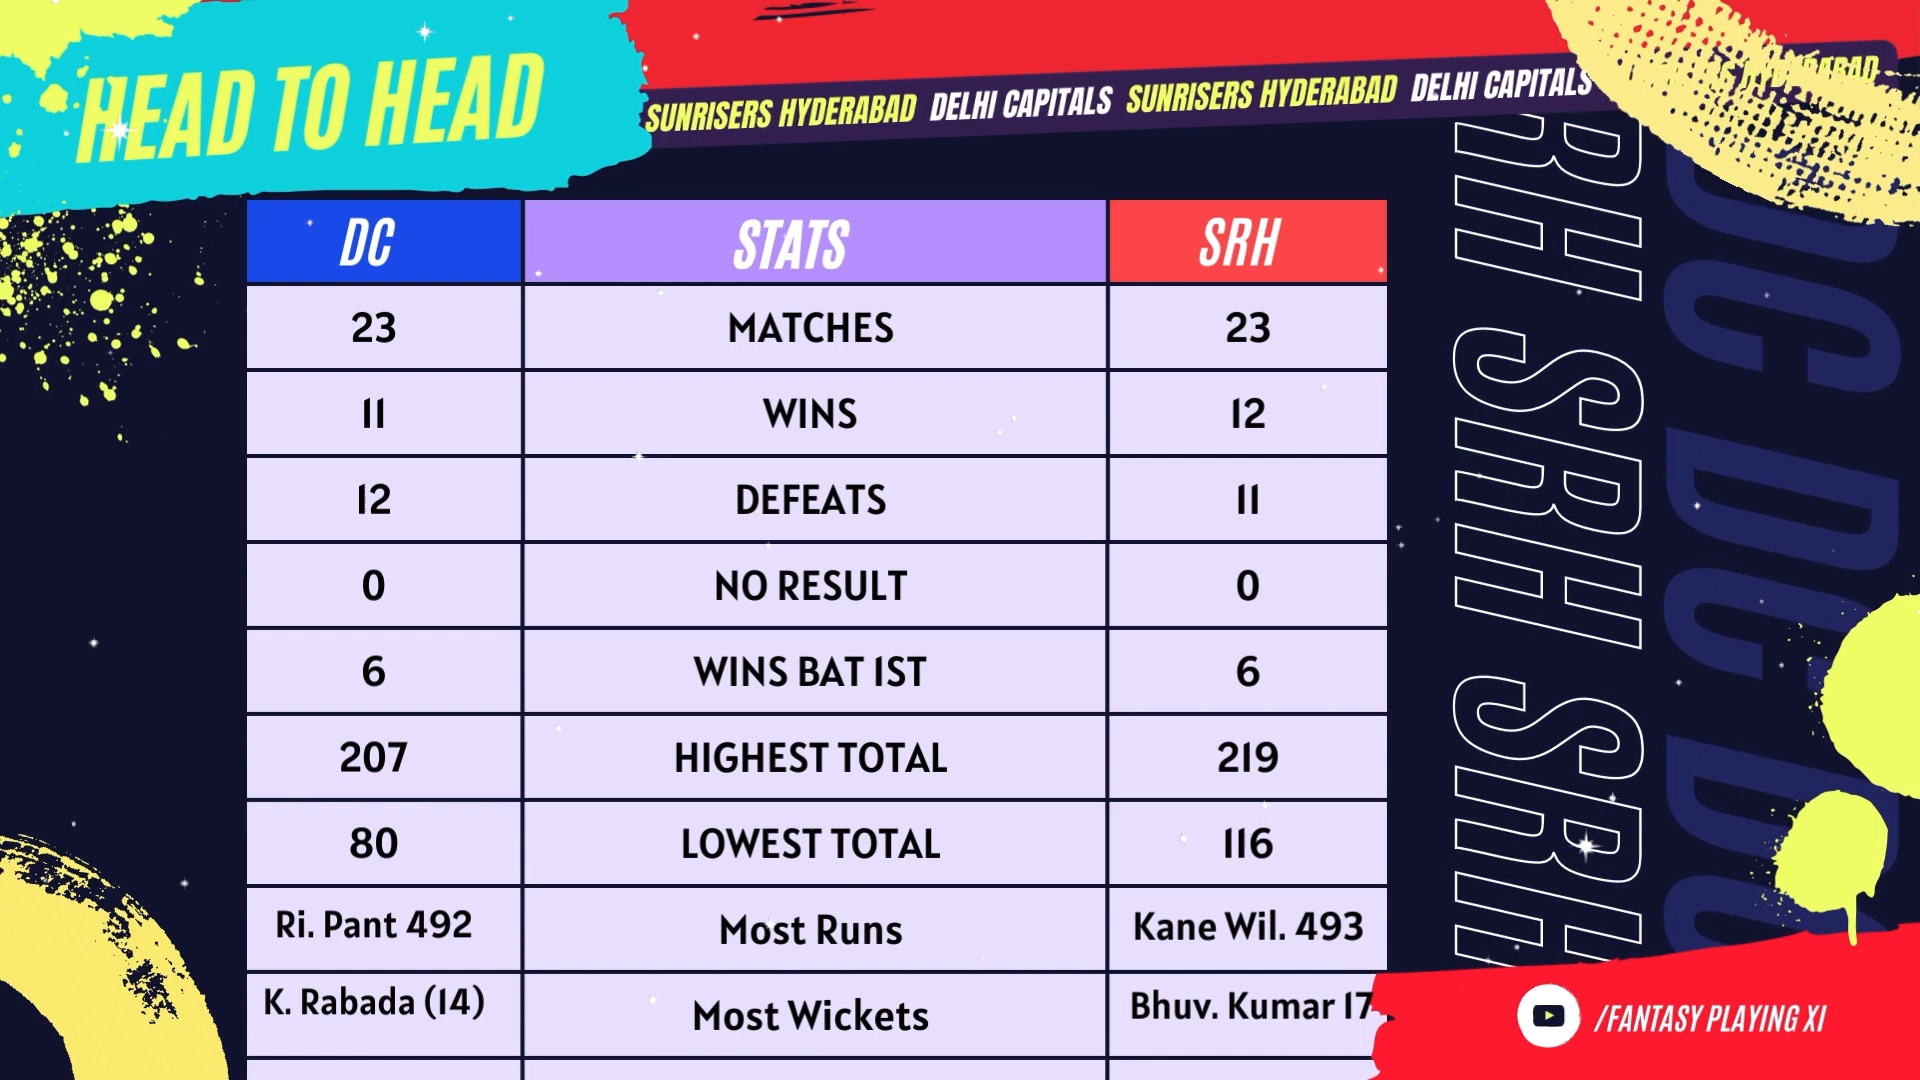 HEAD TO HEAD
SUNRISERS HYDERABAD DELHI CAPITALS SUNRISERS HYDERABAD DELHI CAPITALS HYDERABAD
DC STATS SRH
23 MATCHES 23
11 WINS 12
12 DEFEATS 11
0 NO RESULT 0
6 WINS BAT 1ST 6
207 HIGHEST TOTAL 219
80 LOWEST TOTAL 116
Ri. Pant 492 Most Runs Kane Wil. 493
K. Rabada (14) Most Wickets Bhuv. Kumar 17
RH SRH SRH
DC DC DC
/FANTASY PLAYING XI